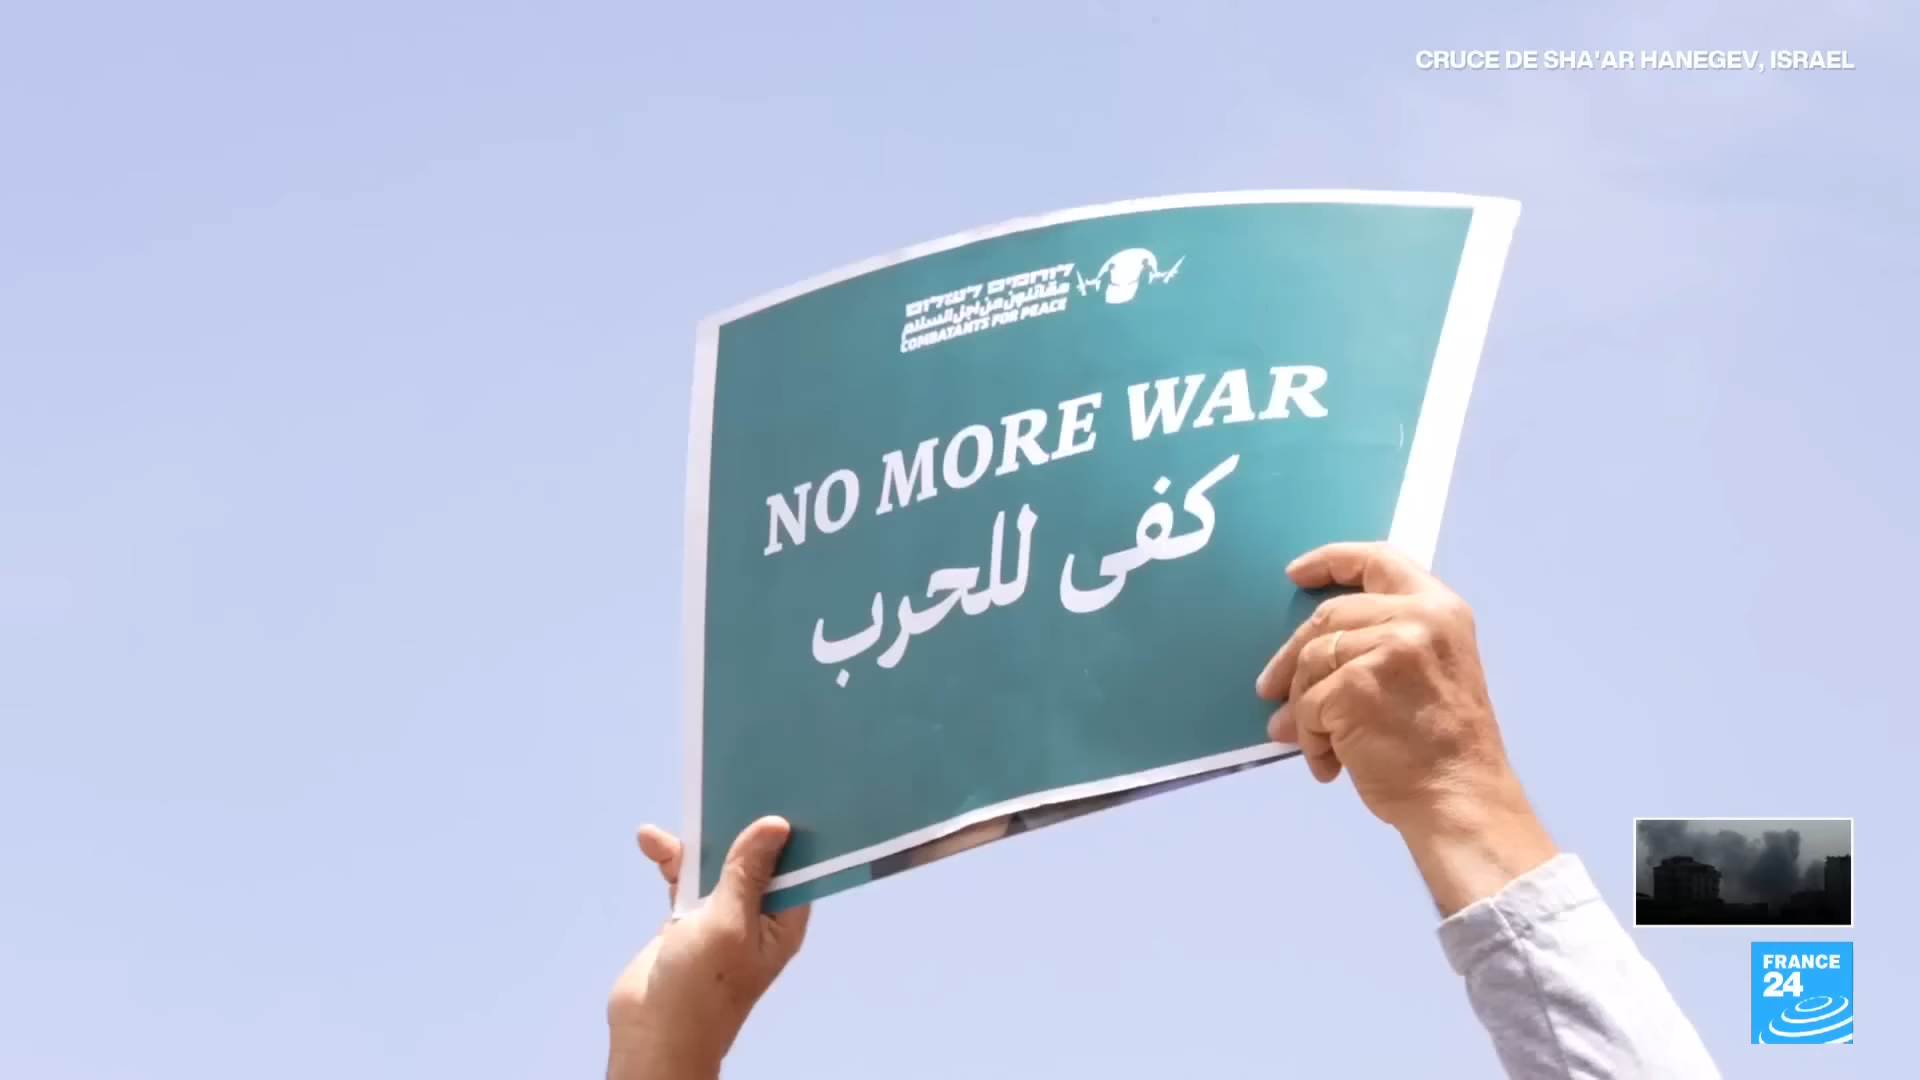 CRUCE DE SHA'AR HANEGEV, ISRAEL
לוחמים לשלום
مقاتلون من أجل السلام
COMBATANTS FOR PEACE
NO MORE WAR
كفى للحرب
FRANCE
24